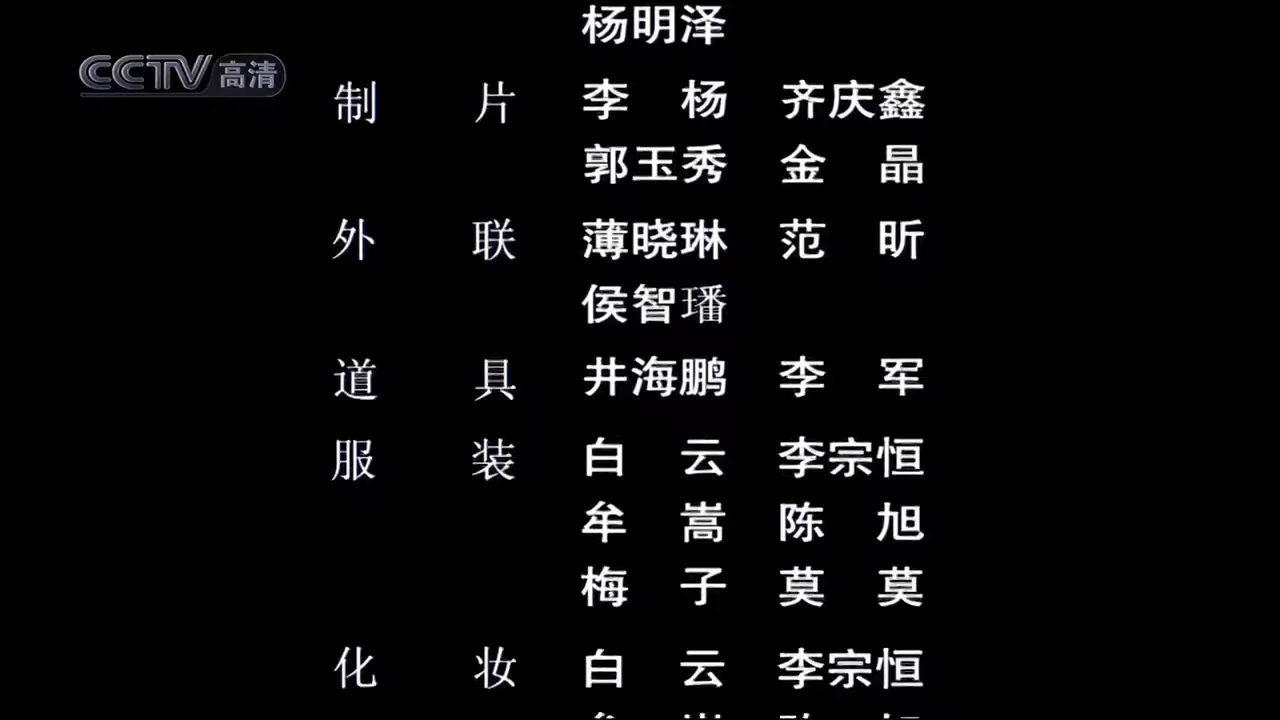 杨明泽
CCTV高清
制 片 李 杨 齐庆鑫
郭玉秀 金 晶
外 联 薄晓琳 范 昕
侯智璠
道 具 井海鹏 李 军
服 装 白 云 李宗恒
牟 嵩 陈 旭
梅 子 莫 莫
化 妆 白 云 李宗恒